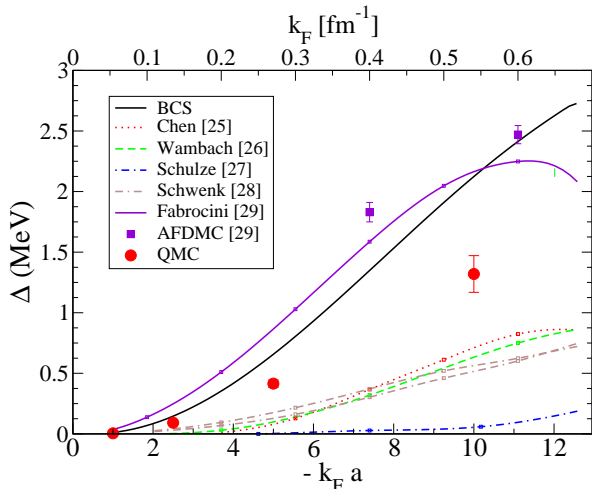 k_F [fm^-1]
0 0.1 0.2 0.3 0.4 0.5 0.6
3
2.5
2
1.5
1
0.5
0
Δ (MeV)
BCS
Chen [25]
Wambach [26]
Schulze [27]
Schwenk [28]
Fabrocini [29]
AFDMC [29]
QMC
0 2 4 6 8 10 12
- k_F a